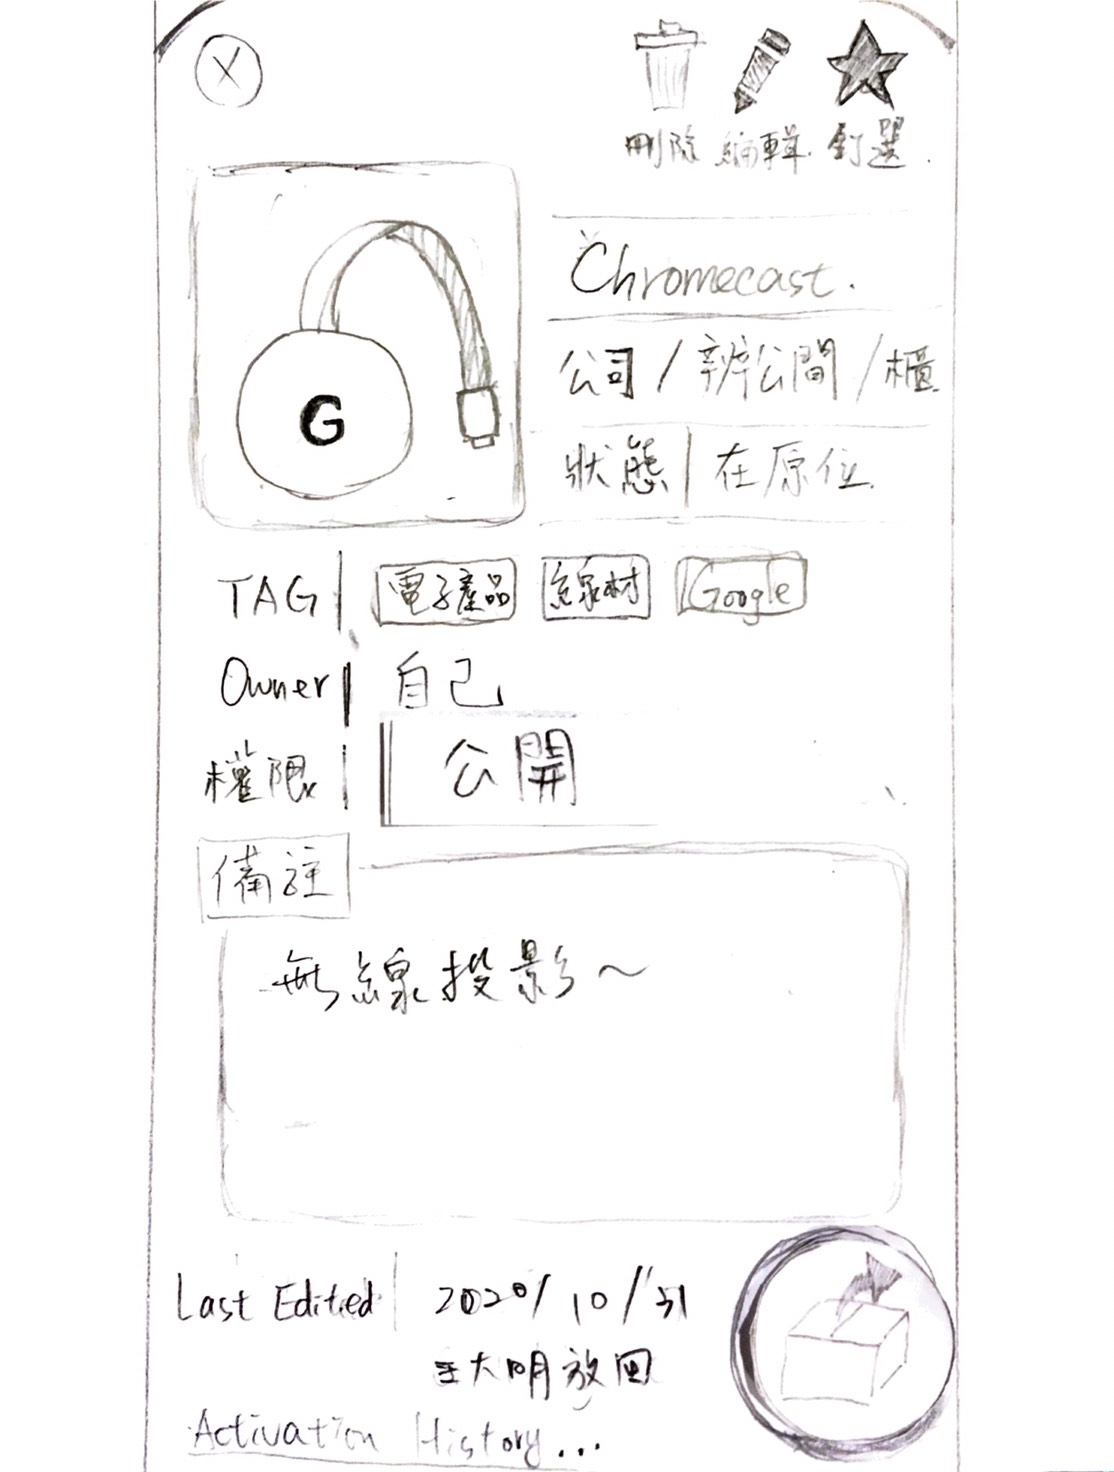 X
刪除 編輯 釘選
G
Chromecast.
公司 / 辦公間 / 櫃
狀態 | 在原位
TAG | 電子產品 線材 Google
Owner | 自己
權限 | 公開
備註
無線投影~
Last Edited | 2020/10/31
王大明放回
Activation History...